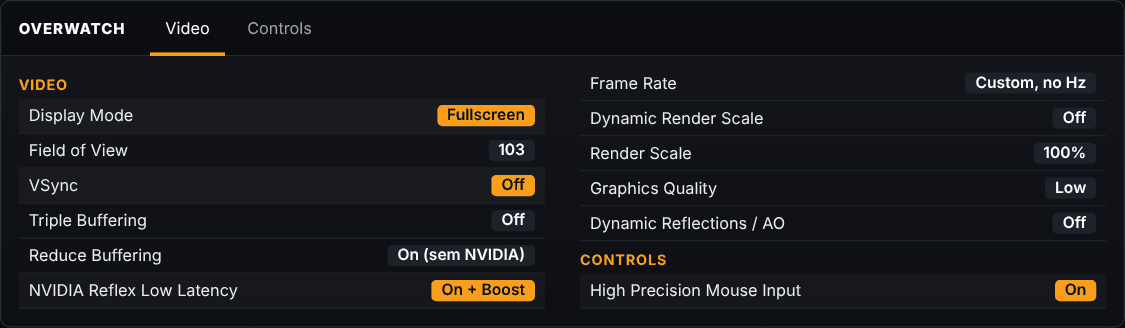 OVERWATCH Video Controls
VIDEO
Display Mode Fullscreen
Field of View 103
VSync Off
Triple Buffering Off
Reduce Buffering On (sem NVIDIA)
NVIDIA Reflex Low Latency On + Boost
Frame Rate Custom, no Hz
Dynamic Render Scale Off
Render Scale 100%
Graphics Quality Low
Dynamic Reflections / AO Off
CONTROLS
High Precision Mouse Input On